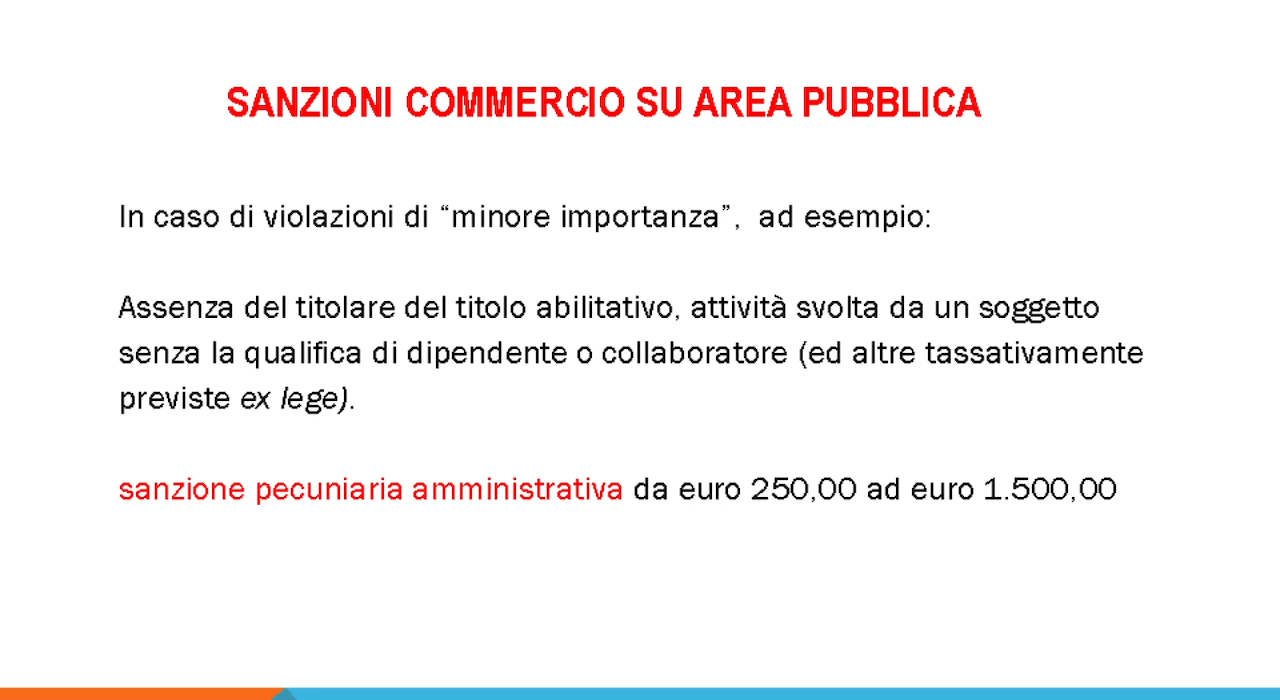 SANZIONI COMMERCIO SU AREA PUBBLICA
In caso di violazioni di “minore importanza”,  ad esempio:
Assenza del titolare del titolo abilitativo, attività svolta da un soggetto
senza la qualifica di dipendente o collaboratore (ed altre tassativamente
previste ex lege).
sanzione pecuniaria amministrativa da euro 250,00 ad euro 1.500,00